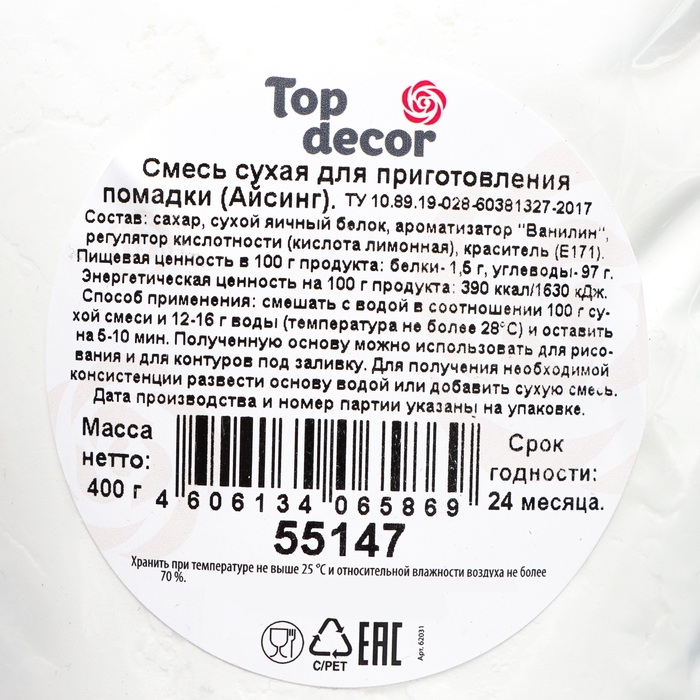 Top
decor
Смесь сухая для приготовления
помадки (Айсинг). ТУ 10.89.19-028-60381327-2017
Состав: сахар, сухой яичный белок, ароматизатор "Ванилин",
регулятор кислотности (кислота лимонная), краситель (Е171).
Пищевая ценность в 100 г продукта: белки- 1,5 г, углеводы- 97 г.
Энергетическая ценность на 100 г продукта: 390 ккал/1630 кДж.
Способ применения: смешать с водой в соотношении 100 г су-
хой смеси и 12-16 г воды (температура не более 28°С) и оставить
на 5-10 мин. Полученную основу можно использовать для рисо-
вания и для контуров под заливку. Для получения необходимой
консистенции развести основу водой или добавить сухую смесь.
Дата производства и номер партии указаны на упаковке.
Масса
нетто:
400 г
4 606134 065869
Срок
годности:
24 месяца.
55147
Хранить при температуре не выше 25 °С и относительной влажности воздуха не более
70 %.
C/PET
EAC
Арт. 62031